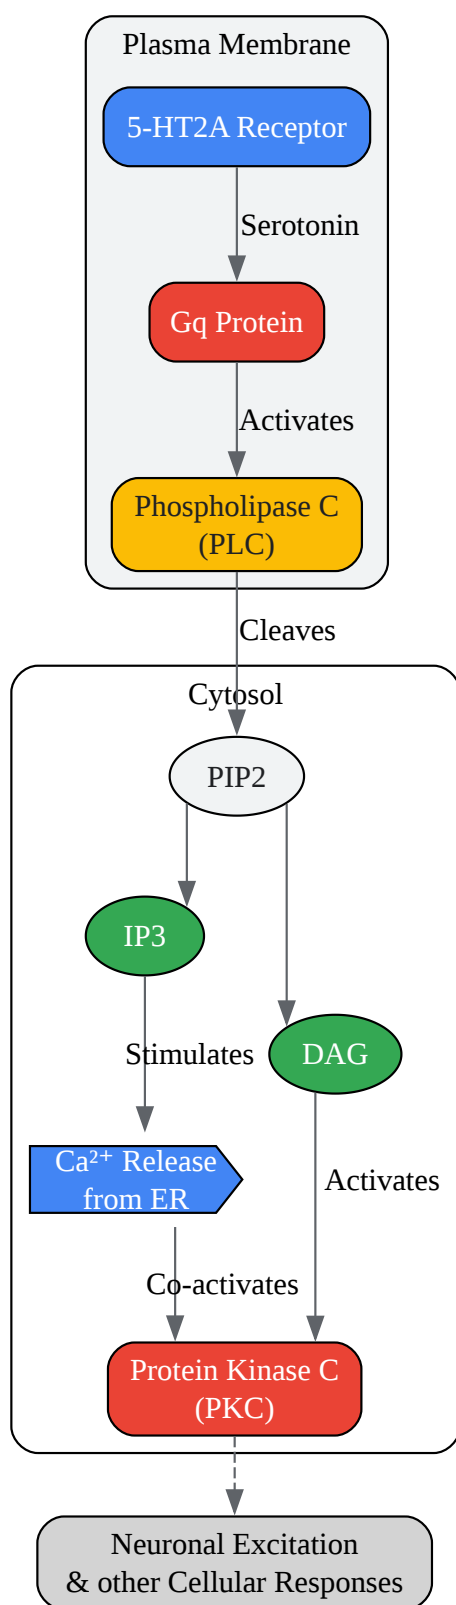 Plasma Membrane
5-HT2A Receptor
Serotonin
Gq Protein
Activates
Phospholipase C
(PLC)
Cleaves
Cytosol
PIP2
IP3
Stimulates
DAG
Ca²⁺ Release
from ER
Activates
Co-activates
Protein Kinase C
(PKC)
Neuronal Excitation
& other Cellular Responses